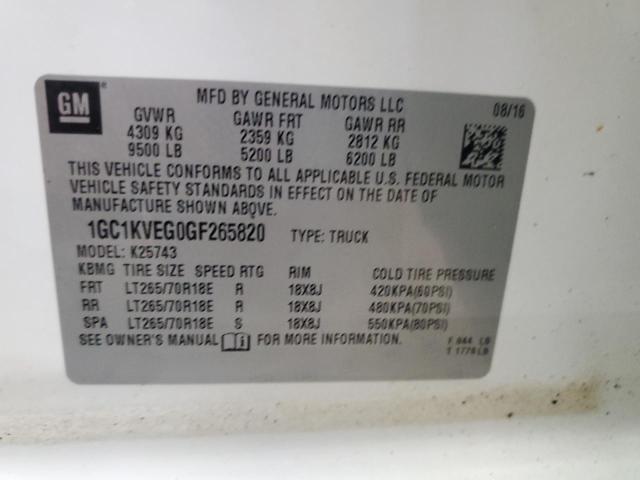 GM
MFD BY GENERAL MOTORS LLC 08/16
GVWR GAWR FRT GAWR RR
4309 KG 2359 KG 2812 KG
9500 LB 5200 LB 6200 LB
THIS VEHICLE CONFORMS TO ALL APPLICABLE U.S. FEDERAL MOTOR
VEHICLE SAFETY STANDARDS IN EFFECT ON THE DATE OF
MANUFACTURE SHOWN ABOVE.
1GC1KVEG0GF265820 TYPE: TRUCK
MODEL: K25743
KBMG TIRE SIZE SPEED RTG RIM COLD TIRE PRESSURE
FRT LT265/70R18E R 18X8J 420KPA(60PSI)
RR LT265/70R18E R 18X8J 480KPA(70PSI)
SPA LT265/70R18E S 18X8J 550KPA(80PSI)
SEE OWNER'S MANUAL FOR MORE INFORMATION. F 844 LB
T 1776 LB